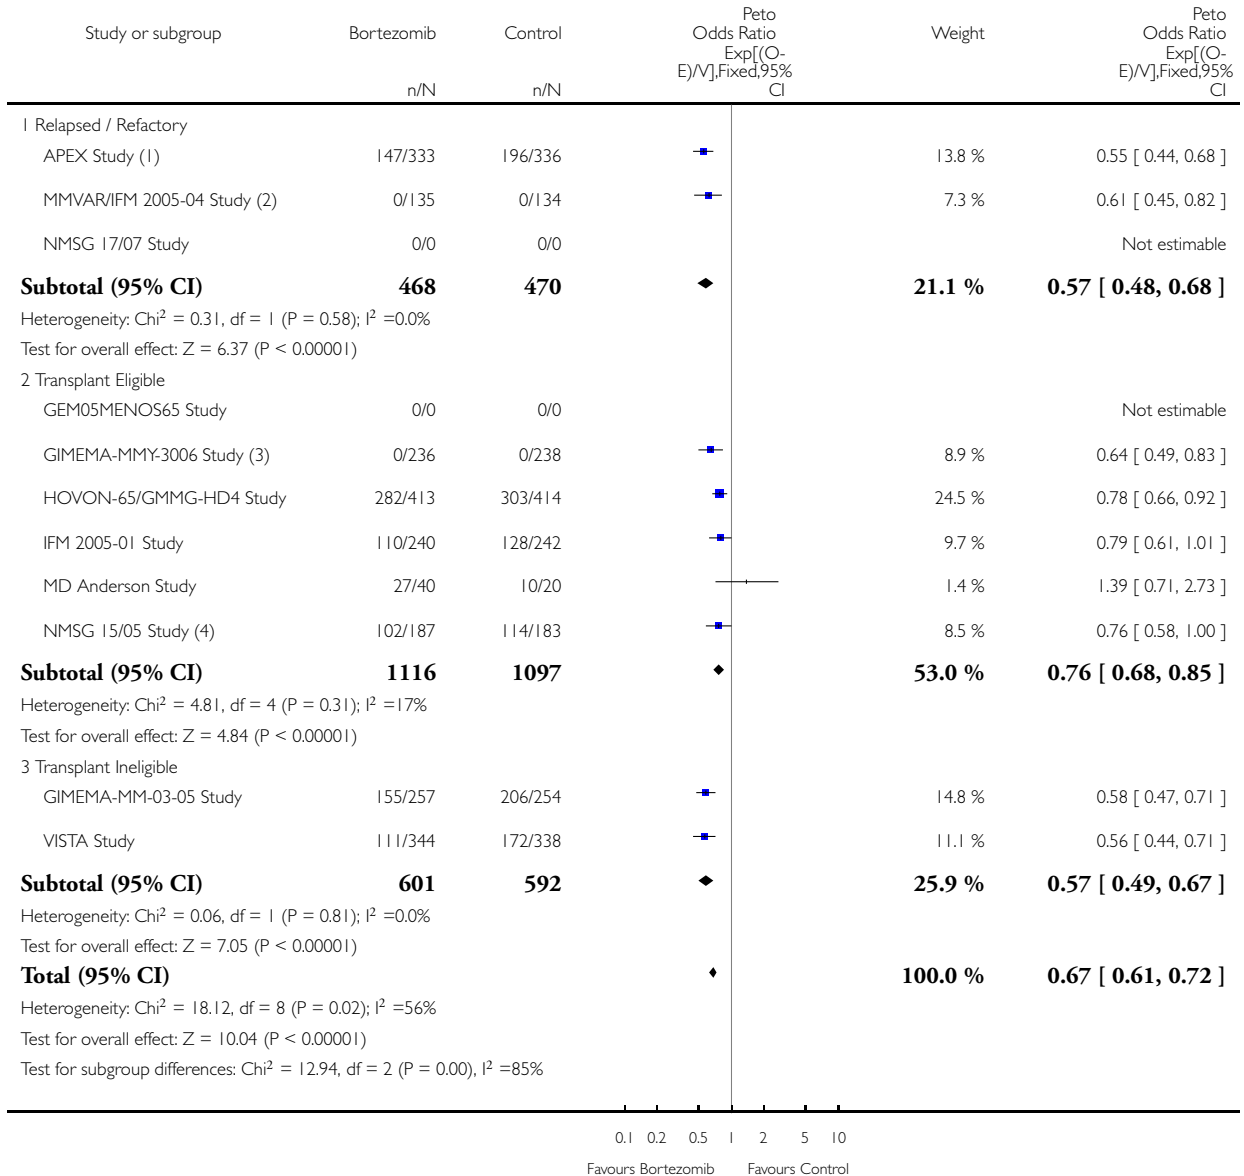 Study or subgroup Bortezomib Control Peto Odds Ratio Weight Peto Odds Ratio
n/N n/N Exp[(O-E)/V],Fixed,95% CI Exp[(O-E)/V],Fixed,95% CI
1 Relapsed / Refactory
APEX Study (1) 147/333 196/336 13.8 % 0.55 [ 0.44, 0.68 ]
MMVAR/IFM 2005-04 Study (2) 0/135 0/134 7.3 % 0.61 [ 0.45, 0.82 ]
NMSG 17/07 Study 0/0 0/0 Not estimable
Subtotal (95% CI) 468 470 21.1 % 0.57 [ 0.48, 0.68 ]
Heterogeneity: Chi² = 0.31, df = 1 (P = 0.58); I² =0.0%
Test for overall effect: Z = 6.37 (P < 0.00001)
2 Transplant Eligible
GEM05MENOS65 Study 0/0 0/0 Not estimable
GIMEMA-MMY-3006 Study (3) 0/236 0/238 8.9 % 0.64 [ 0.49, 0.83 ]
HOVON-65/GMMG-HD4 Study 282/413 303/414 24.5 % 0.78 [ 0.66, 0.92 ]
IFM 2005-01 Study 110/240 128/242 9.7 % 0.79 [ 0.61, 1.01 ]
MD Anderson Study 27/40 10/20 1.4 % 1.39 [ 0.71, 2.73 ]
NMSG 15/05 Study (4) 102/187 114/183 8.5 % 0.76 [ 0.58, 1.00 ]
Subtotal (95% CI) 1116 1097 53.0 % 0.76 [ 0.68, 0.85 ]
Heterogeneity: Chi² = 4.81, df = 4 (P = 0.31); I² =17%
Test for overall effect: Z = 4.84 (P < 0.00001)
3 Transplant Ineligible
GIMEMA-MM-03-05 Study 155/257 206/254 14.8 % 0.58 [ 0.47, 0.71 ]
VISTA Study 111/344 172/338 11.1 % 0.56 [ 0.44, 0.71 ]
Subtotal (95% CI) 601 592 25.9 % 0.57 [ 0.49, 0.67 ]
Heterogeneity: Chi² = 0.06, df = 1 (P = 0.81); I² =0.0%
Test for overall effect: Z = 7.05 (P < 0.00001)
Total (95% CI) 100.0 % 0.67 [ 0.61, 0.72 ]
Heterogeneity: Chi² = 18.12, df = 8 (P = 0.02); I² =56%
Test for overall effect: Z = 10.04 (P < 0.00001)
Test for subgroup differences: Chi² = 12.94, df = 2 (P = 0.00), I² =85%
0.1 0.2 0.5 1 2 5 10
Favours Bortezomib Favours Control